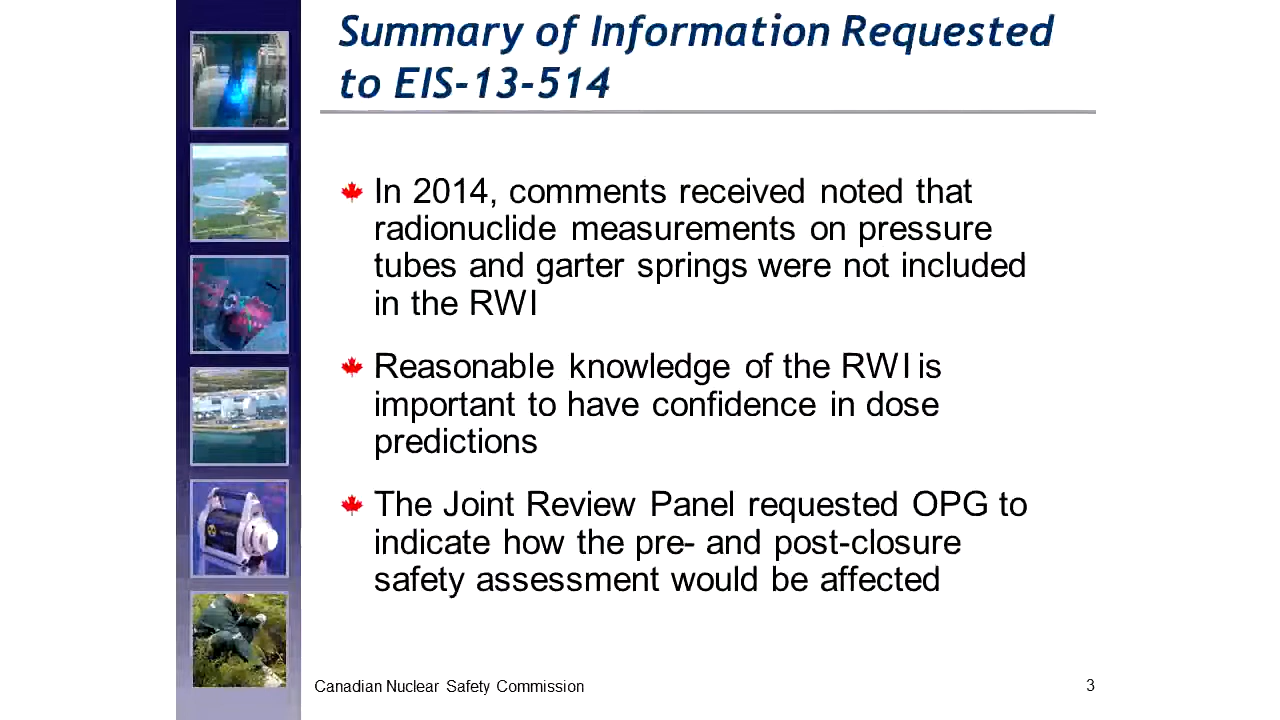 Summary of Information Requested
to EIS-13-514
In 2014, comments received noted that
radionuclide measurements on pressure
tubes and garter springs were not included
in the RWI
Reasonable knowledge of the RWI is
important to have confidence in dose
predictions
The Joint Review Panel requested OPG to
indicate how the pre- and post-closure
safety assessment would be affected
Canadian Nuclear Safety Commission
3